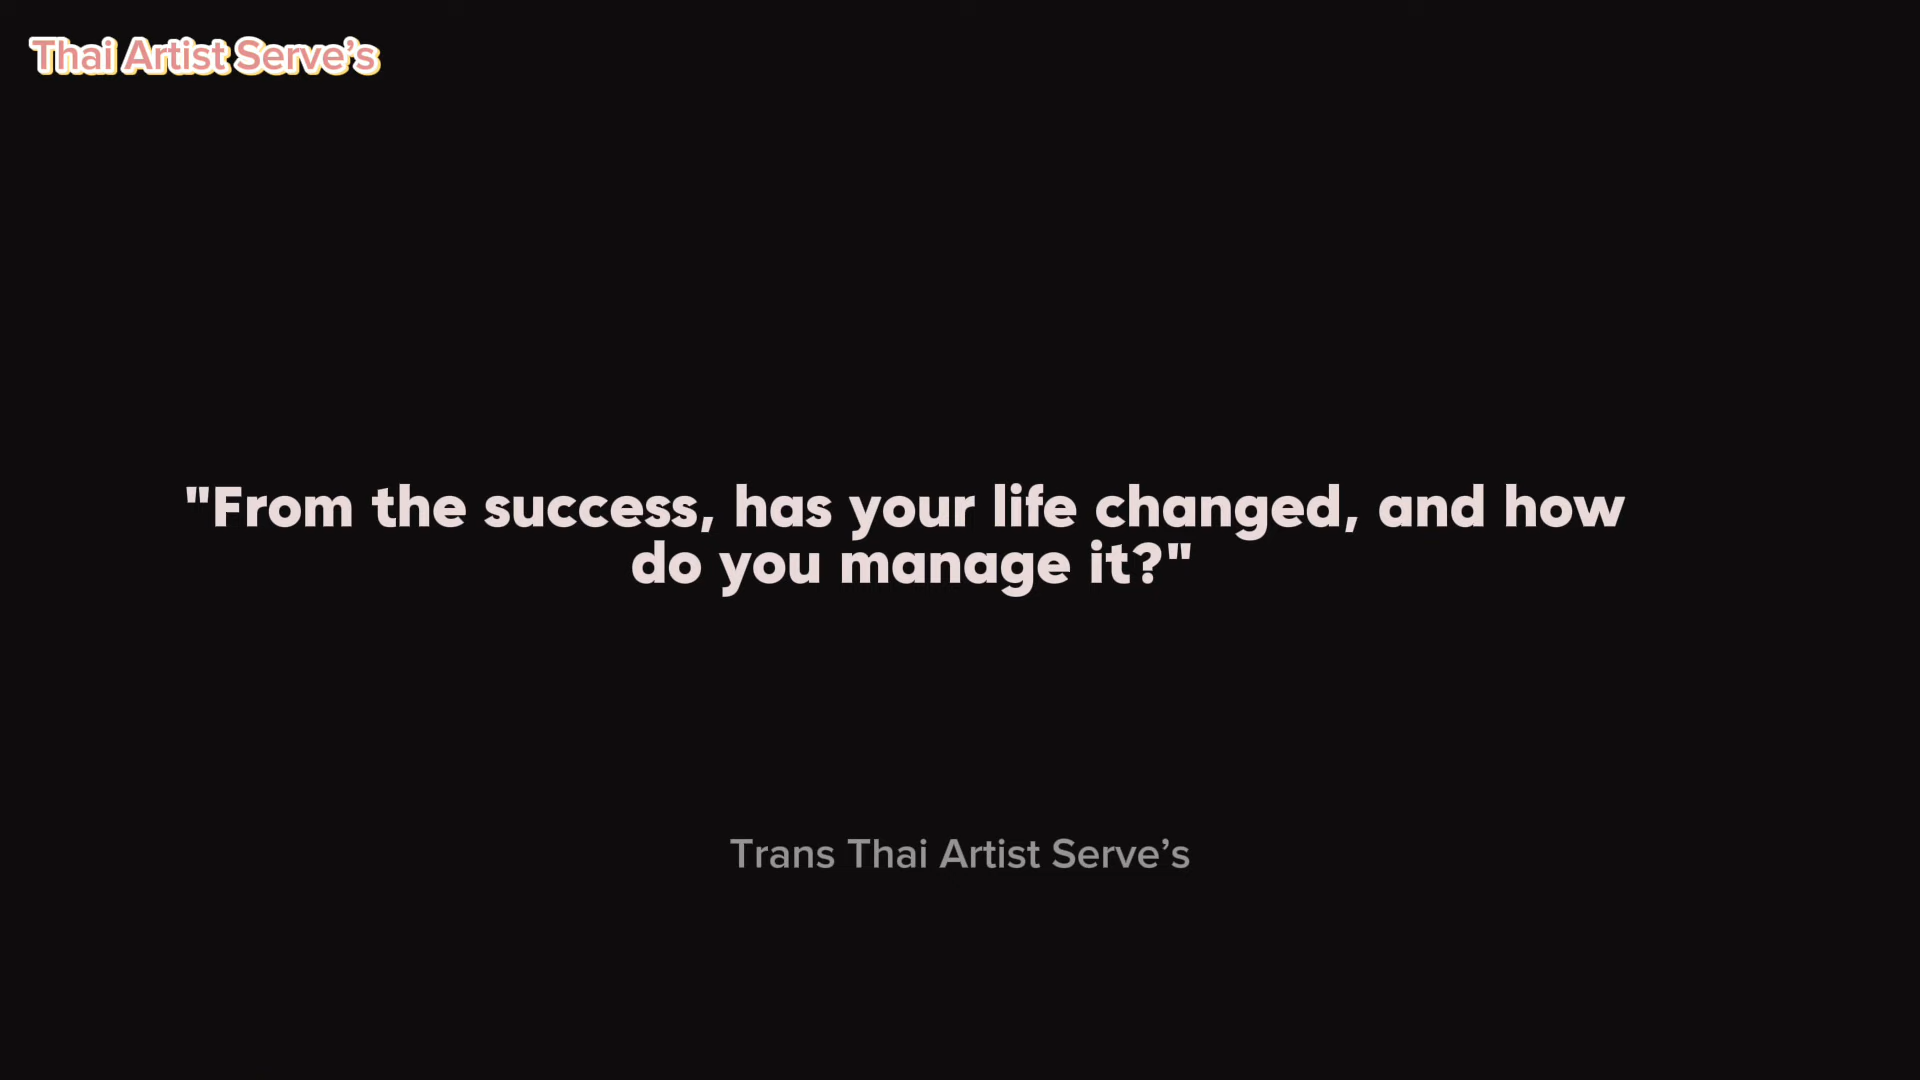 Thai Artist Serve’s
"From the success, has your life changed, and how
do you manage it?"
Trans Thai Artist Serve’s